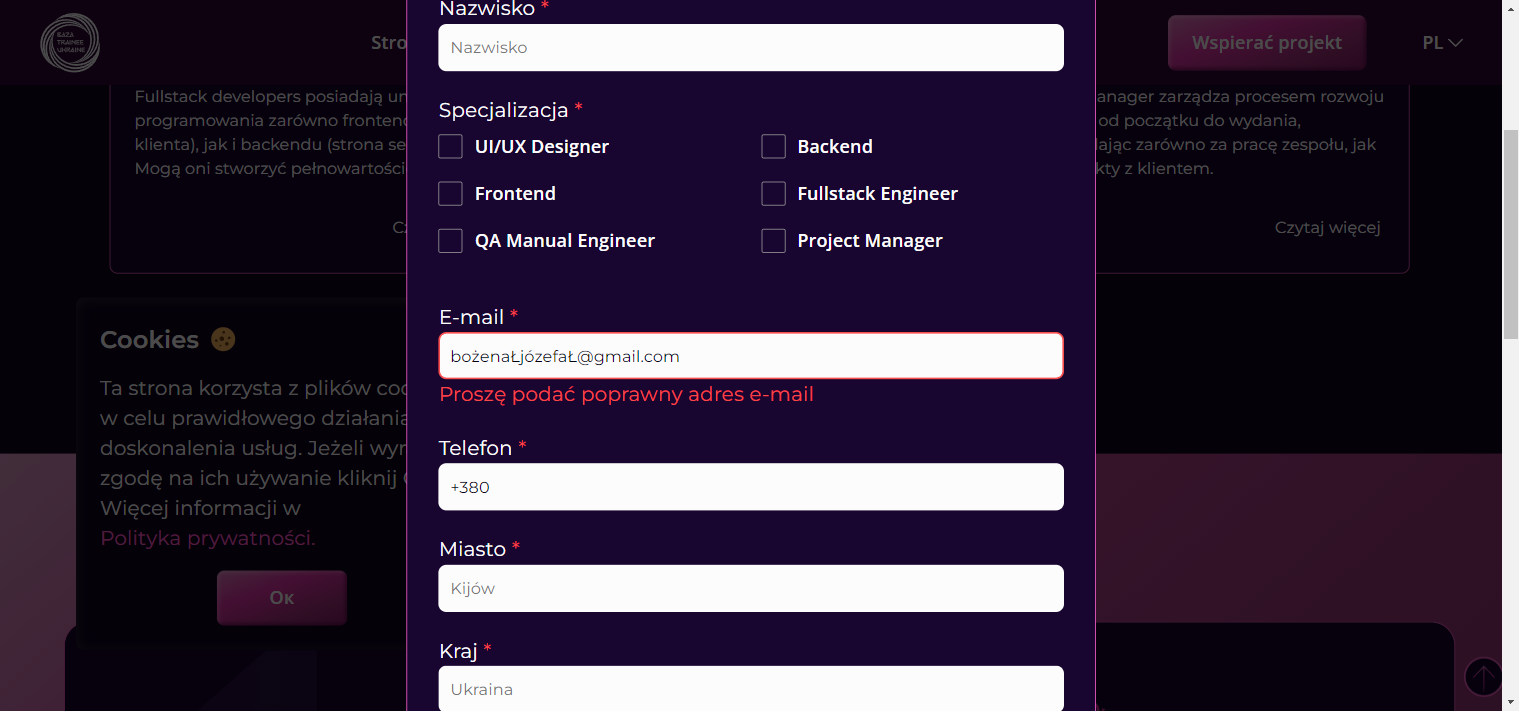 BAZA
TRAINEE
UKRAINE
Stro
Wspierać projekt
PL
Fullstack developers posiadają un
programowania zarówno frontend
klienta), jak i backendu (strona se
Mogą oni stworzyć pełnowartości
anager zarządza procesem rozwoju
od początku do wydania,
ając zarówno za pracę zespołu, jak
kty z klientem.
Czytaj więcej
Nazwisko *
Nazwisko
Specjalizacja *
UI/UX Designer
Backend
Frontend
Fullstack Engineer
QA Manual Engineer
Project Manager
E-mail *
bożenaŁjózefaŁ@gmail.com
Proszę podać poprawny adres e-mail
Telefon *
+380
Miasto *
Kijów
Kraj *
Ukraina
Cookies
Ta strona korzysta z plików coo
w celu prawidłowego działania
doskonalenia usług. Jeżeli wyr
zgodę na ich używanie kliknij
Więcej informacji w
Polityka prywatności.
Ок